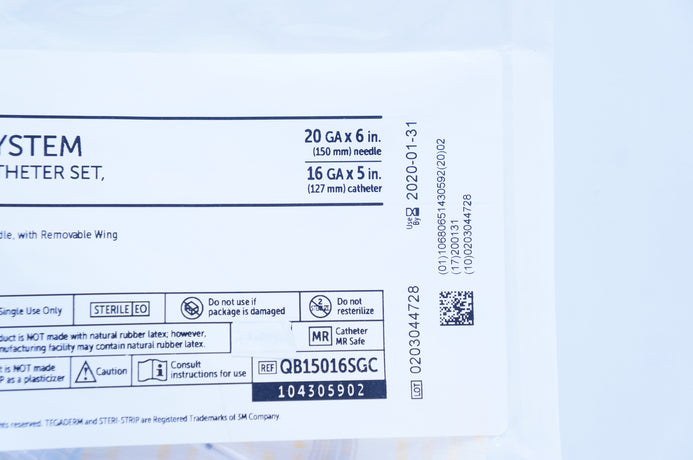 YSTEM
THETER SET,
20 GA x 6 in.
(150 mm) needle
16 GA x 5 in.
(127 mm) catheter
dle, with Removable Wing
Single Use Only
STERILE EO
Do not use if
package is damaged
2
STERILIZE
Do not
resterilize
duct is NOT made with natural rubber latex; however,
nufacturing facility may contain natural rubber latex.
MR
Catheter
MR Safe
t is NOT made
P as a plasticizer
Caution
Consult
instructions for use
REF QB15016SGC
104305902
ts reserved. TEGADERM and STERI-STRIP are Registered Trademarks of 3M Company.
Use By 2020-01-31
LOT 0203044728
(01)10680651430592(20)02
(17)200131
(10)0203044728